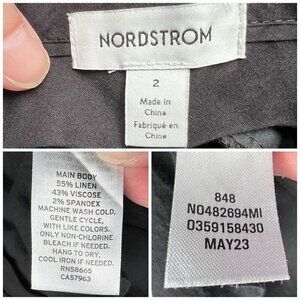 NORDSTROM
2
Made in
China
Fabriqué en
Chine
MAIN BODY
55% LINEN
43% VISCOSE
2% SPANDEX
MACHINE WASH COLD.
GENTLE CYCLE,
WITH LIKE COLORS.
ONLY NON-CHLORINE
BLEACH IF NEEDED.
HANG TO DRY.
COOL IRON IF NEEDED.
RN58665
CA57963
848
NO482694MI
0359158430
MAY23